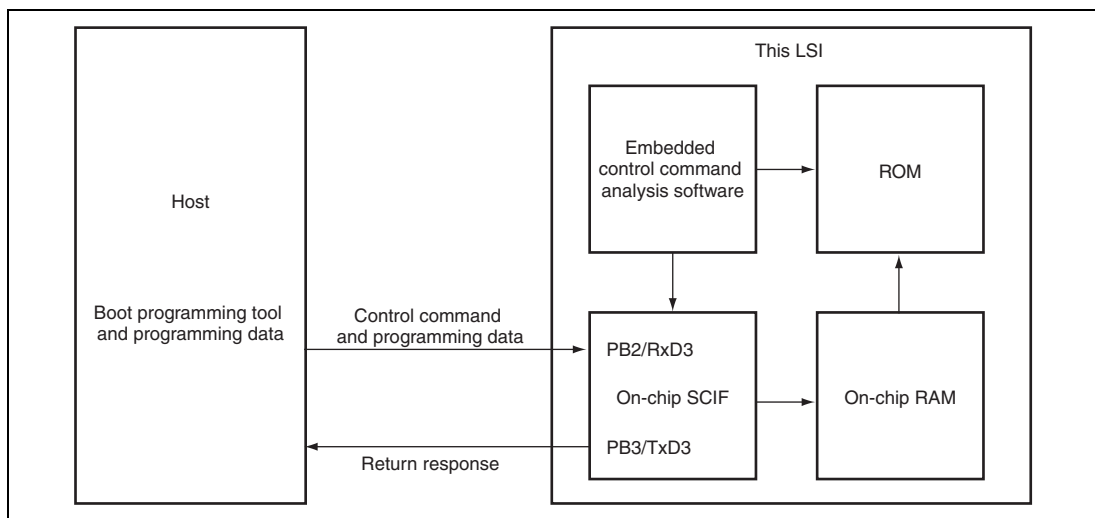 This LSI
Host
Boot programming tool
and programming data
Control command
and programming data
Return response
Embedded
control command
analysis software
ROM
PB2/RxD3
On-chip SCIF
PB3/TxD3
On-chip RAM